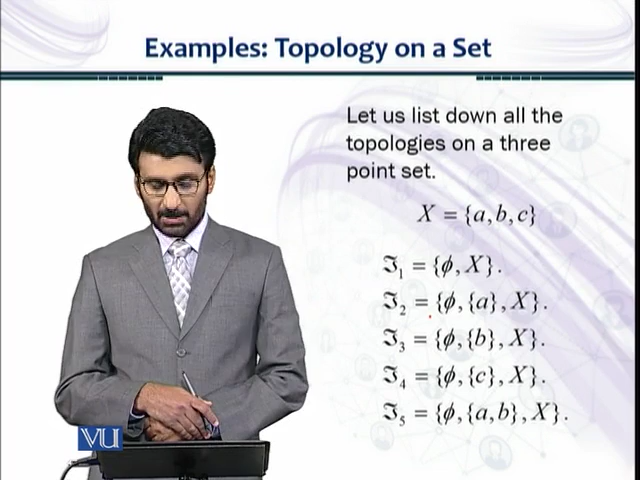 Examples: Topology on a Set
Let us list down all the
topologies on a three
point set.
X = {a,b,c}
ℑ₁ = {ϕ, X}.
ℑ₂ = {ϕ,{a}, X}.
ℑ₃ = {ϕ,{b}, X}.
ℑ₄ = {ϕ,{c}, X}.
ℑ₅ = {ϕ,{a,b}, X}.
VU